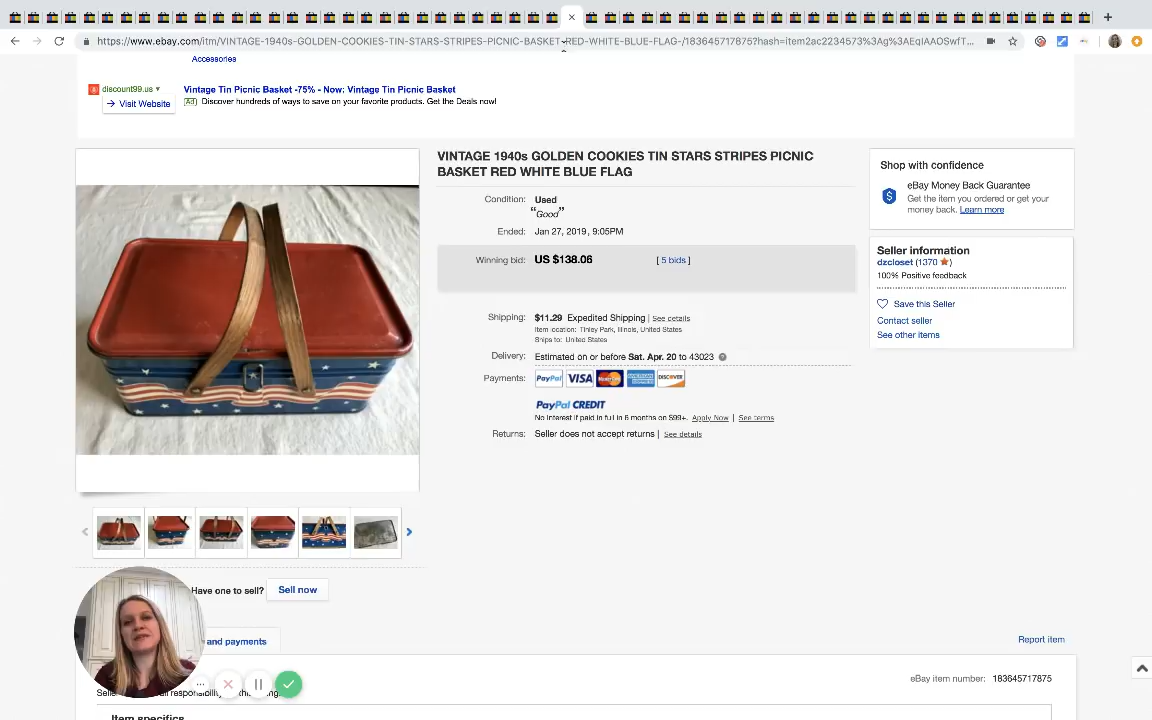 https://www.ebay.com/itm/VINTAGE-1940s-GOLDEN-COOKIES-TIN-STARS-STRIPES-PICNIC-BASKET-RED-WHITE-BLUE-FLAG-/183645717875?hash=item2ac2234573%3Ag%3AEqIAAOSwfT...
Accessories
discount99.us
Vintage Tin Picnic Basket -75% - Now: Vintage Tin Picnic Basket
Visit Website
Ad Discover hundreds of ways to save on your favorite products. Get the Deals now!
VINTAGE 1940s GOLDEN COOKIES TIN STARS STRIPES PICNIC
BASKET RED WHITE BLUE FLAG
Condition: Used
"Good"
Ended: Jan 27, 2019 , 9:05PM
Winning bid: US $138.06 [ 5 bids ]
Shipping: $11.29 Expedited Shipping | See details
Item location: Tinley Park, Illinois, United States
Ships to: United States
Delivery: Estimated on or before Sat. Apr. 20 to 43023
Payments: PayPal VISA MasterCard AMERICAN EXPRESS DISCOVER
PayPal CREDIT
No Interest if paid in full in 6 months on $99+. Apply Now | See terms
Returns: Seller does not accept returns | See details
Shop with confidence
eBay Money Back Guarantee
Get the item you ordered or get your
money back. Learn more
Seller information
dzcloset (1370)
100% Positive feedback
Save this Seller
Contact seller
See other items
Have one to sell? Sell now
and payments
Report item
eBay item number: 183645717875
Item specifics